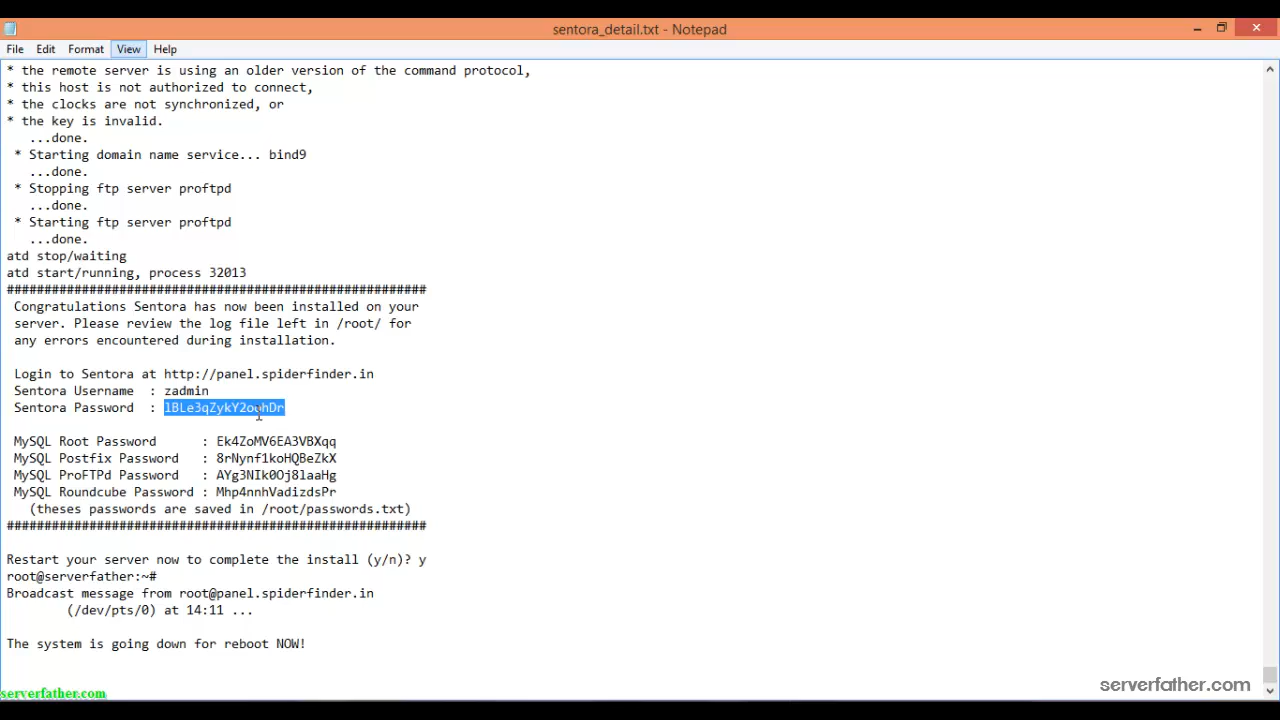 sentora_detail.txt - Notepad
File Edit Format View Help
* the remote server is using an older version of the command protocol,
* this host is not authorized to connect,
* the clocks are not synchronized, or
* the key is invalid.
...done.
* Starting domain name service... bind9
...done.
* Stopping ftp server proftpd
...done.
* Starting ftp server proftpd
...done.
atd stop/waiting
atd start/running, process 32013
########################################################
Congratulations Sentora has now been installed on your
server. Please review the log file left in /root/ for
any errors encountered during installation.
Login to Sentora at http://panel.spiderfinder.in
Sentora Username : zadmin
Sentora Password :
MySQL Root Password : Ek4ZoMV6EA3VBXqq
MySQL Postfix Password : 8rNynf1koHQBeZkX
MySQL ProFTPd Password : AYg3NIk0Oj8laaHg
MySQL Roundcube Password : Mhp4nnhVadizdsPr
(theses passwords are saved in /root/passwords.txt)
########################################################
Restart your server now to complete the install (y/n)? y
root@serverfather:~#
Broadcast message from root@panel.spiderfinder.in
(/dev/pts/0) at 14:11 ...
The system is going down for reboot NOW!
serverfather.com
serverfather.com